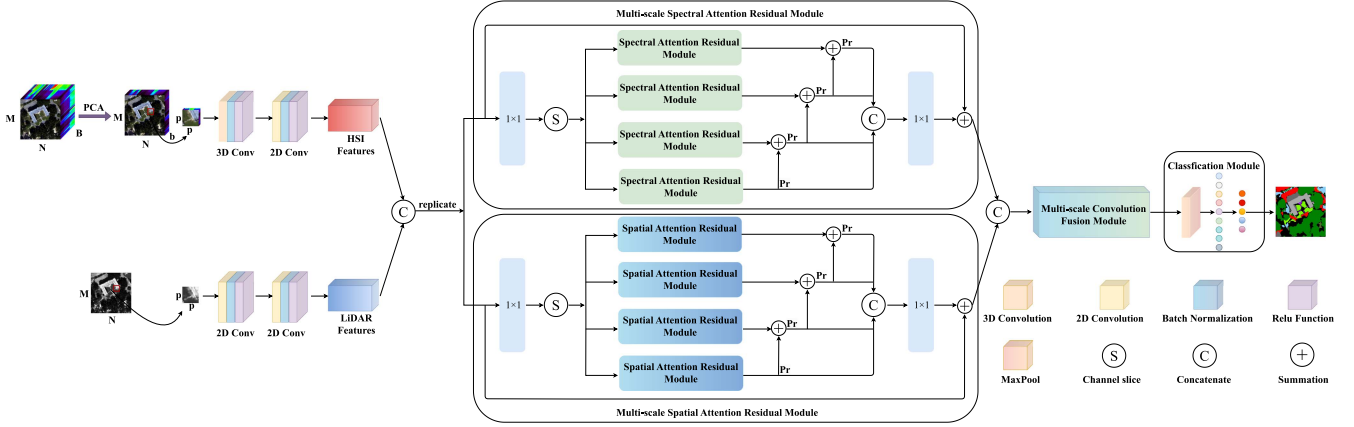 Multi-scale Spectral Attention Residual Module
M
N
B
PCA
M
N
b
p
p
3D Conv
2D Conv
HSI
Features
M
N
p
p
2D Conv
2D Conv
LiDAR
Features
C
replicate
1×1
S
Spectral Attention Residual
Module
Spectral Attention Residual
Module
Spectral Attention Residual
Module
Spectral Attention Residual
Module
Pr
Pr
Pr
Pr
C
1×1
1×1
S
Spatial Attention Residual
Module
Spatial Attention Residual
Module
Spatial Attention Residual
Module
Spatial Attention Residual
Module
Pr
Pr
Pr
Pr
C
1×1
Multi-scale Spatial Attention Residual Module
C
Multi-scale Convolution
Fusion Module
Classfication Module
3D Convolution
2D Convolution
Batch Normalization
Relu Function
MaxPool
S
Channel slice
C
Concatenate
Summation